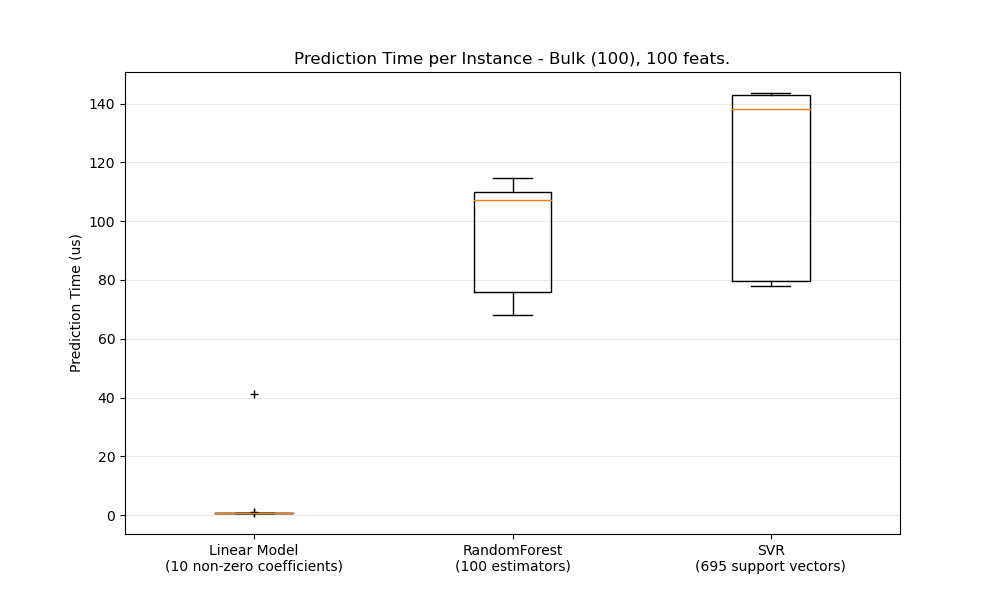 Prediction Time per Instance - Bulk (100), 100 feats.
Prediction Time (us)
140
120
100
80
60
40
20
0
Linear Model
(10 non-zero coefficients)
RandomForest
(100 estimators)
SVR
(695 support vectors)